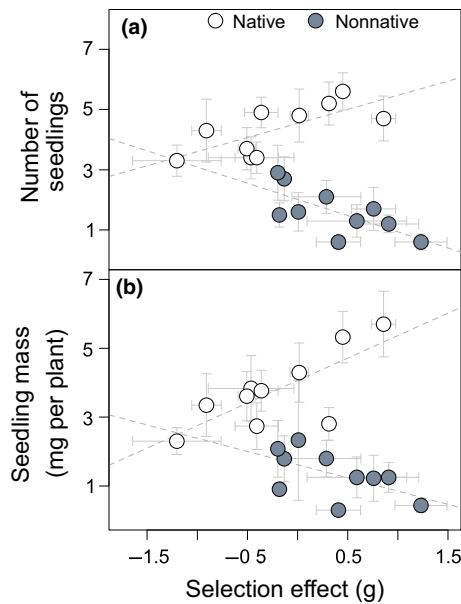 (a)
Native
Nonnative
7
5
3
1
Number of
seedlings
(b)
7
5
3
1
Seedling mass
(mg per plant)
−1.5
−0 5
0.5
1.5
Selection effect (g)